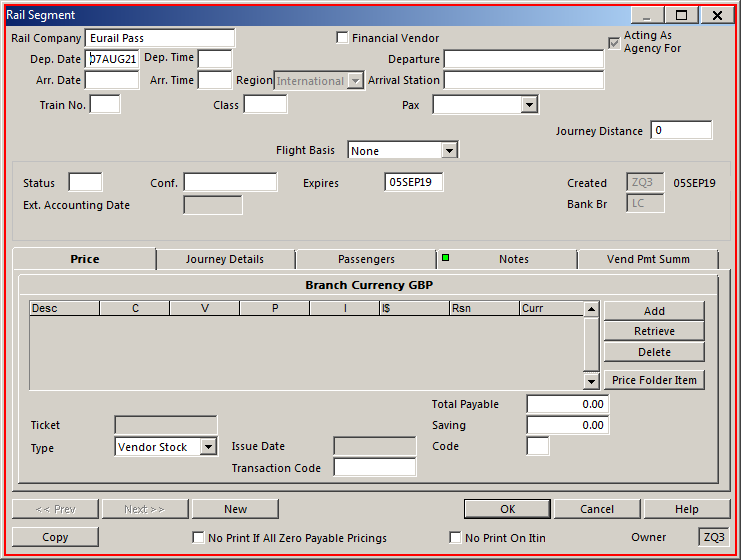 Rail Segment
Rail Company Eurail Pass Financial Vendor Acting As Agency For
Dep. Date 07AUG21 Dep. Time Departure
Arr. Date Arr. Time Region International Arrival Station
Train No. Class Pax
Journey Distance 0
Flight Basis None
Status Conf. Expires 05SEP19 Created ZQ3 05SEP19
Ext. Accounting Date Bank Br LC
Price Journey Details Passengers Notes Vend Pmt Summ
Branch Currency GBP
Desc C V P I I$ Rsn Curr
Add
Retrieve
Delete
Price Folder Item
Total Payable 0.00
Ticket Saving 0.00
Type Vendor Stock Issue Date Code
Transaction Code
<< Prev Next >> New OK Cancel Help
Copy No Print If All Zero Payable Pricings No Print On Itin Owner ZQ3